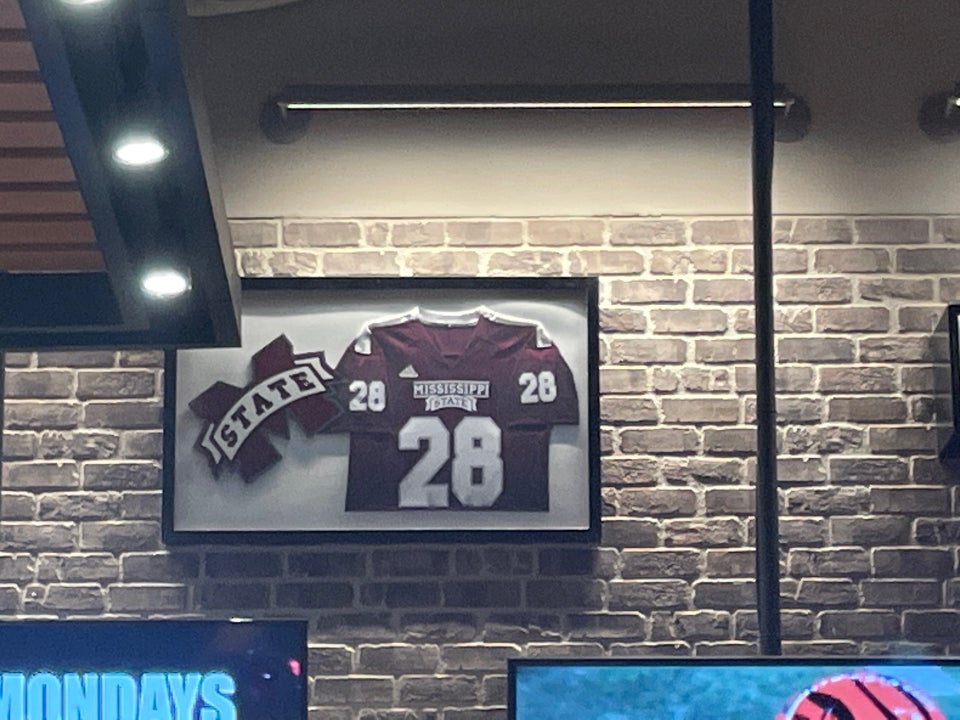 STATE
28
MISSISSIPPI
STATE
28
28
MONDAYS